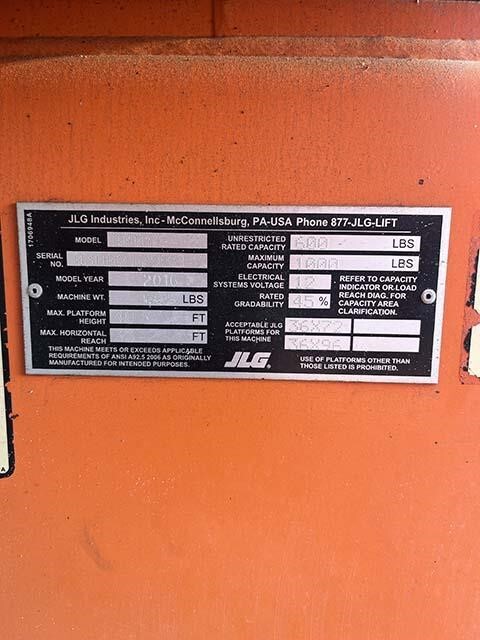 JLG Industries, Inc - McConnellsburg, PA-USA Phone 877-JLG-LIFT
1706948A
MODEL
SERIAL NO.
MODEL YEAR
MACHINE WT. LBS
MAX. PLATFORM HEIGHT FT
MAX. HORIZONTAL REACH FT
THIS MACHINE MEETS OR EXCEEDS APPLICABLE
REQUIREMENTS OF ANSI A92.5 2006 AS ORIGINALLY
MANUFACTURED FOR INTENDED PURPOSES.
UNRESTRICTED RATED CAPACITY 600 LBS
MAXIMUM CAPACITY 1000 LBS
ELECTRICAL SYSTEMS VOLTAGE 12
RATED GRADABILITY 45 %
REFER TO CAPACITY
INDICATOR OR LOAD
REACH DIAG. FOR
CAPACITY AREA
CLARIFICATION.
ACCEPTABLE JLG PLATFORMS FOR THIS MACHINE
36X72
36X96
JLG
USE OF PLATFORMS OTHER THAN
THOSE LISTED IS PROHIBITED.